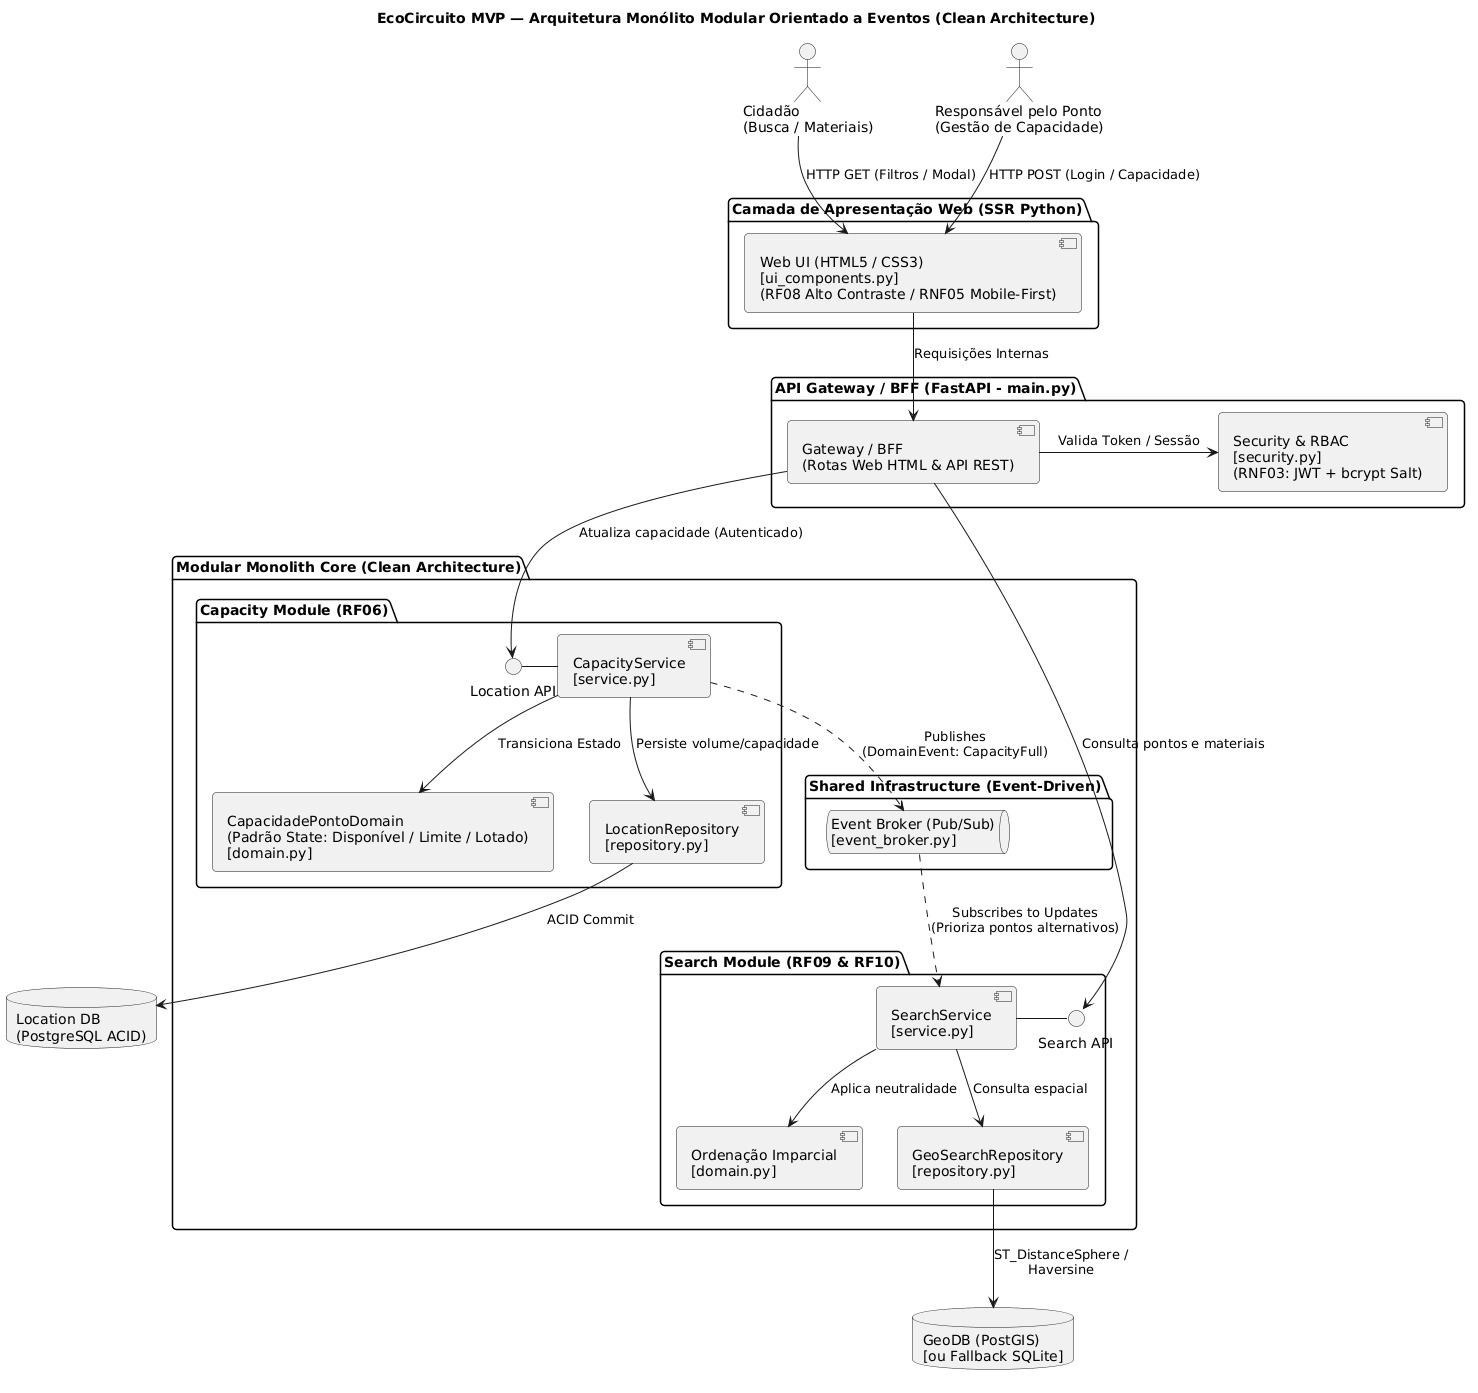 EcoCircuito MVP — Arquitetura Monólito Modular Orientado a Eventos (Clean Architecture)
Cidadão
(Busca / Materiais)
Responsável pelo Ponto
(Gestão de Capacidade)
HTTP GET (Filtros / Modal)
HTTP POST (Login / Capacidade)
Camada de Apresentação Web (SSR Python)
Web UI (HTML5 / CSS3)
[ui_components.py]
(RF08 Alto Contraste / RNF05 Mobile-First)
Requisições Internas
API Gateway / BFF (FastAPI - main.py)
Gateway / BFF
(Rotas Web HTML & API REST)
Valida Token / Sessão
Security & RBAC
[security.py]
(RNF03: JWT + bcrypt Salt)
Atualiza capacidade (Autenticado)
Modular Monolith Core (Clean Architecture)
Capacity Module (RF06)
CapacityService
[service.py]
Location API
Transiciona Estado
Persiste volume/capacidade
Publishes
(DomainEvent: CapacityFull)
Consulta pontos e materiais
Shared Infrastructure (Event-Driven)
Event Broker (Pub/Sub)
[event_broker.py]
CapacidadePontoDomain
(Padrão State: Disponível / Limite / Lotado)
[domain.py]
LocationRepository
[repository.py]
ACID Commit
Subscribes to Updates
(Prioriza pontos alternativos)
Search Module (RF09 & RF10)
Location DB
(PostgreSQL ACID)
SearchService
[service.py]
Search API
Aplica neutralidade
Consulta espacial
Ordenação Imparcial
[domain.py]
GeoSearchRepository
[repository.py]
ST_DistanceSphere /
Haversine
GeoDB (PostGIS)
[ou Fallback SQLite]